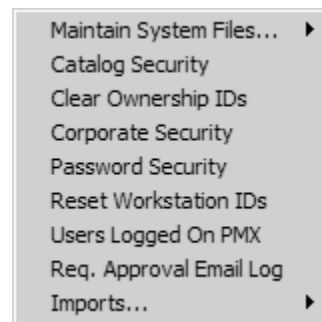 Maintain System Files...
Catalog Security
Clear Ownership IDs
Corporate Security
Password Security
Reset Workstation IDs
Users Logged On PMX
Req. Approval Email Log
Imports...